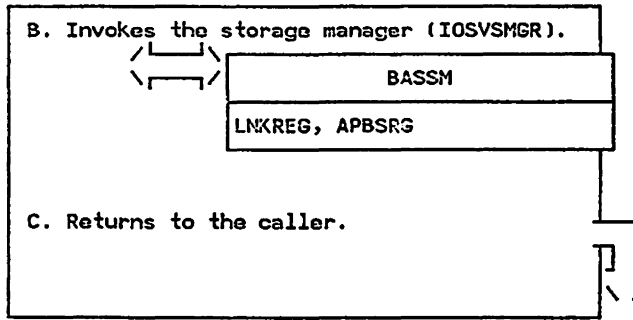 B. Invokes the storage manager (IOSVSMGR).
BASSM
LNKREG, APBSRG
C. Returns to the caller.